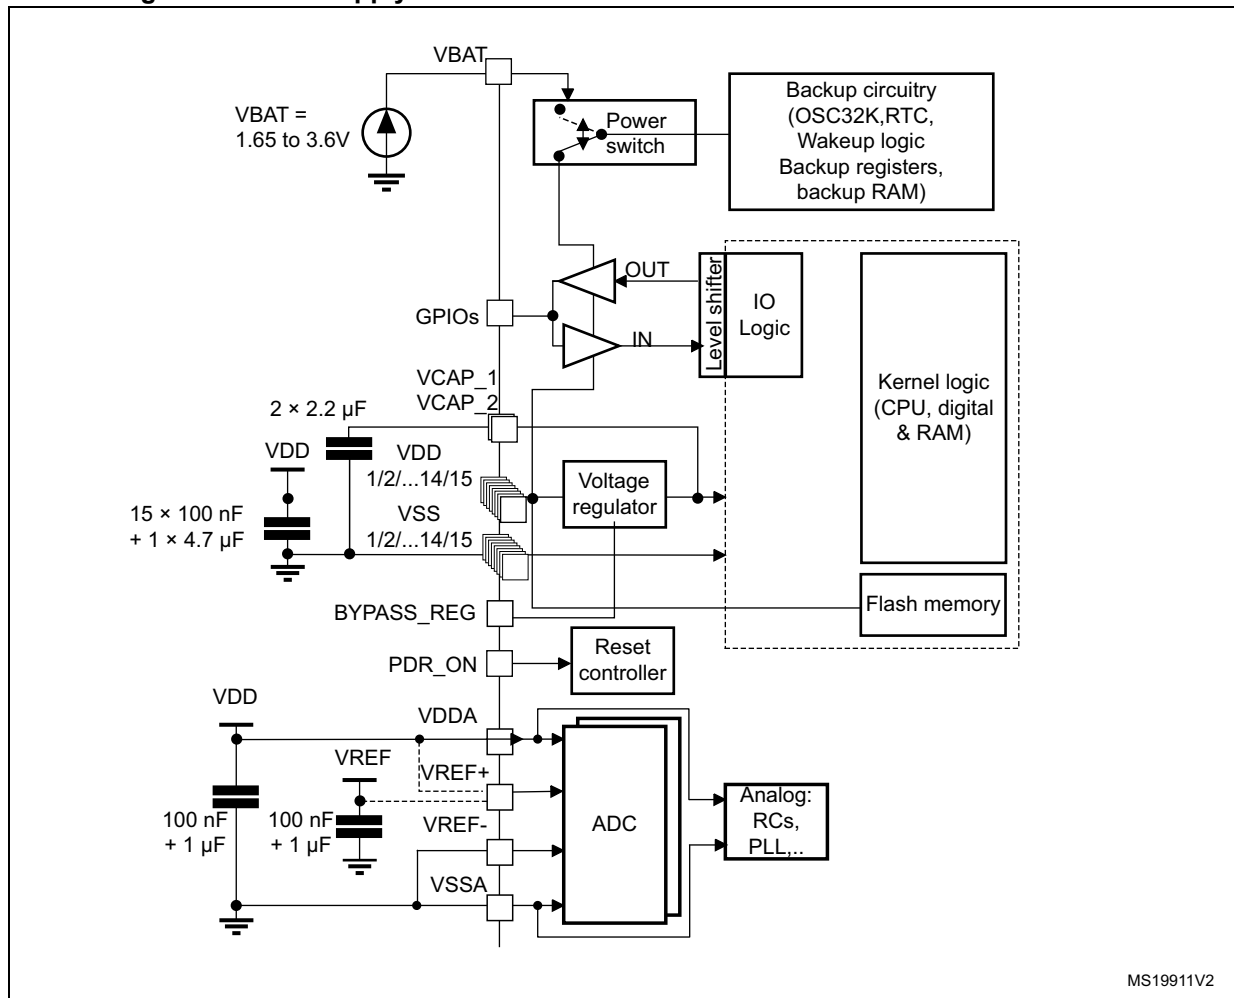 VBAT
VBAT =
1.65 to 3.6V
Power
switch
Backup circuitry
(OSC32K,RTC,
Wakeup logic
Backup registers,
backup RAM)
OUT
Level shifter
IO
Logic
GPIOs
IN
Kernel logic
(CPU, digital
& RAM)
VCAP_1
VCAP_2
2 × 2.2 µF
VDD
VDD
1/2/...14/15
Voltage
regulator
15 × 100 nF
+ 1 × 4.7 µF
VSS
1/2/...14/15
BYPASS_REG
Flash memory
PDR_ON
Reset
controller
VDD
VDDA
VREF
VREF+
100 nF
+ 1 µF
100 nF
+ 1 µF
VREF-
ADC
Analog:
RCs,
PLL,..
VSSA
MS19911V2